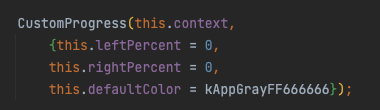 CustomProgress(this.context,
{this.leftPercent = 0,
this.rightPercent = 0,
this.defaultColor = kAppGrayFF666666});